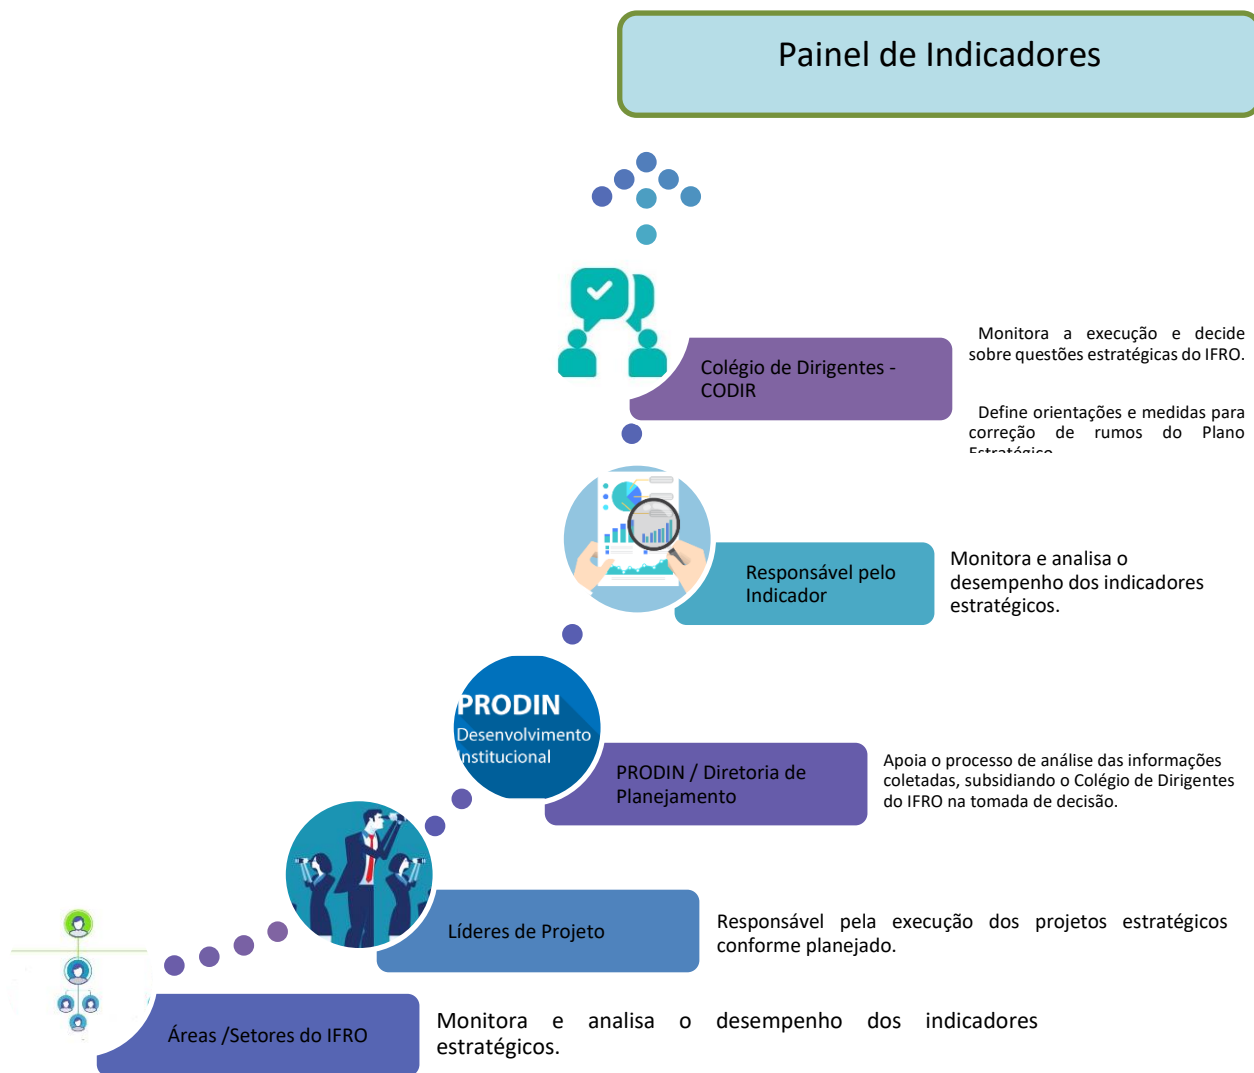 Painel de Indicadores
Colégio de Dirigentes -
CODIR
Monitora a execução e decide
sobre questões estratégicas do IFRO.
Define orientações e medidas para
correção de rumos do Plano
Estratégico
Responsável pelo
Indicador
Monitora e analisa o
desempenho dos indicadores
estratégicos.
PRODIN
Desenvolvimento
Institucional
PRODIN / Diretoria de
Planejamento
Apoia o processo de análise das informações
coletadas, subsidiando o Colégio de Dirigentes
do IFRO na tomada de decisão.
Líderes de Projeto
Responsável pela execução dos projetos estratégicos
conforme planejado.
Áreas /Setores do IFRO
Monitora e analisa o desempenho dos indicadores
estratégicos.